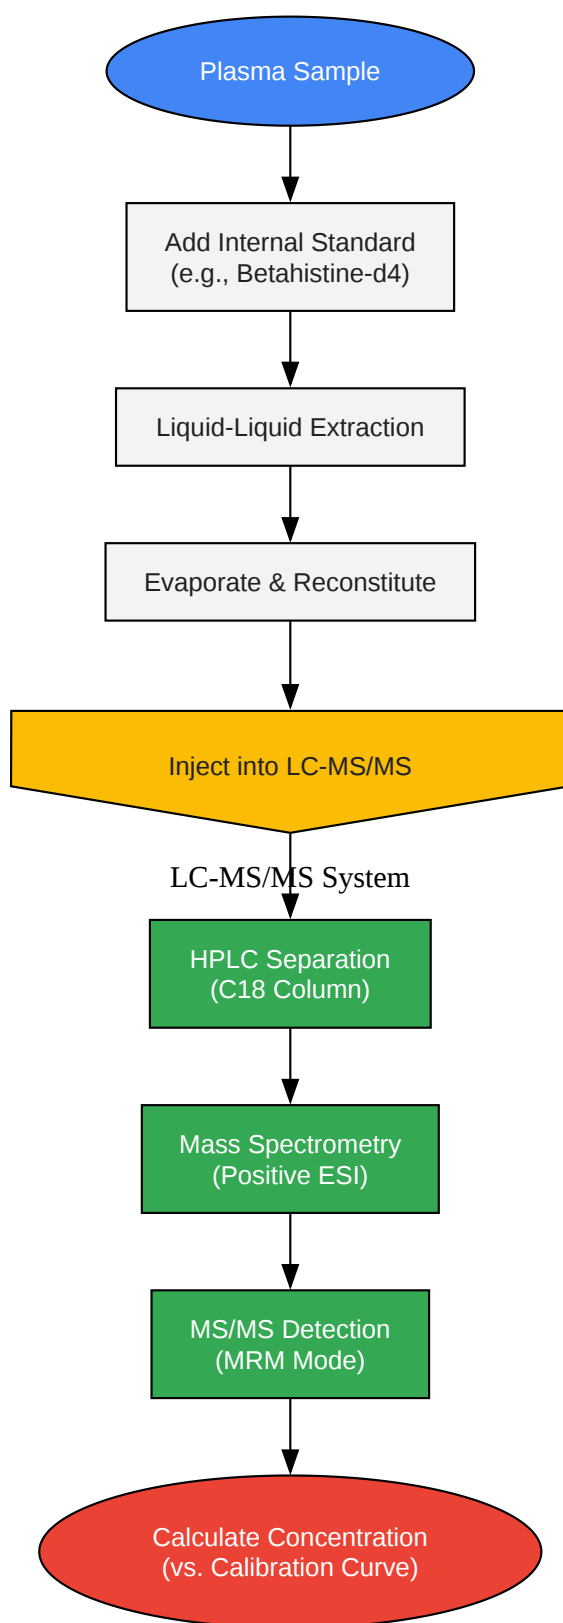 Plasma Sample
Add Internal Standard
(e.g., Betahistine-d4)
Liquid-Liquid Extraction
Evaporate & Reconstitute
Inject into LC-MS/MS
LC-MS/MS System
HPLC Separation
(C18 Column)
Mass Spectrometry
(Positive ESI)
MS/MS Detection
(MRM Mode)
Calculate Concentration
(vs. Calibration Curve)